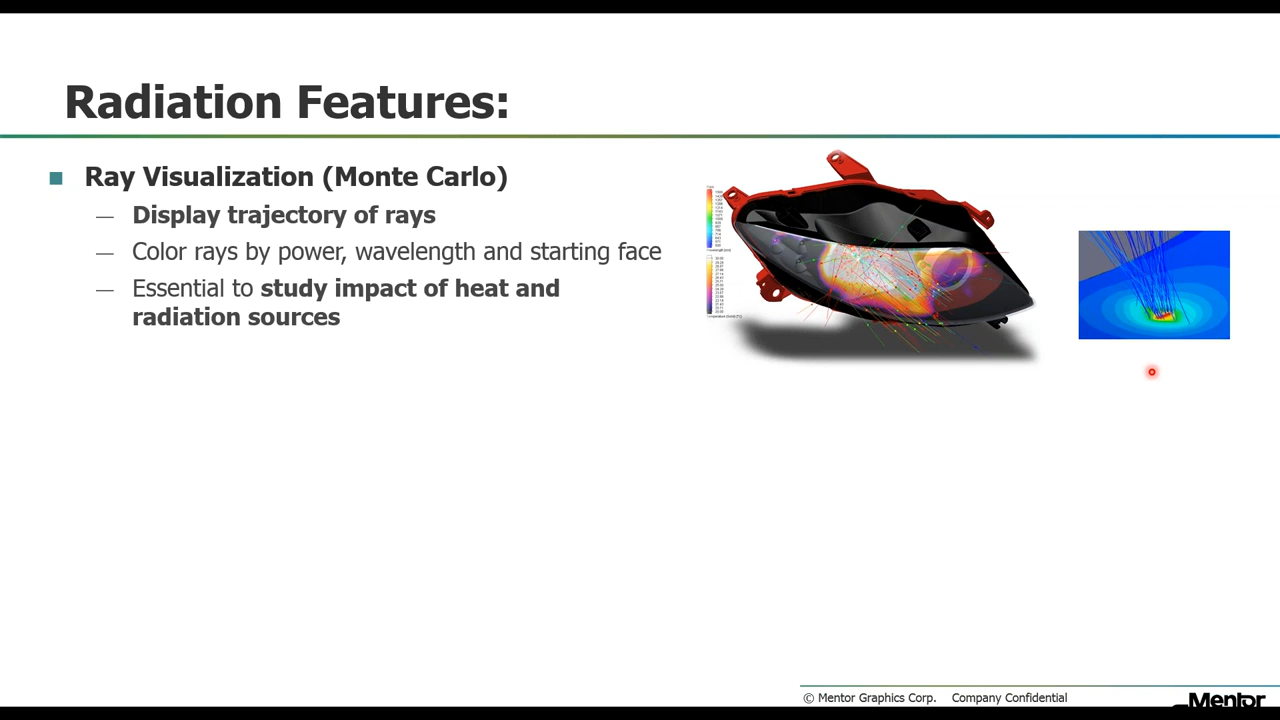 Radiation Features:
Ray Visualization (Monte Carlo)
— Display trajectory of rays
— Color rays by power, wavelength and starting face
— Essential to study impact of heat and
radiation sources
© Mentor Graphics Corp. Company Confidential
Mentor